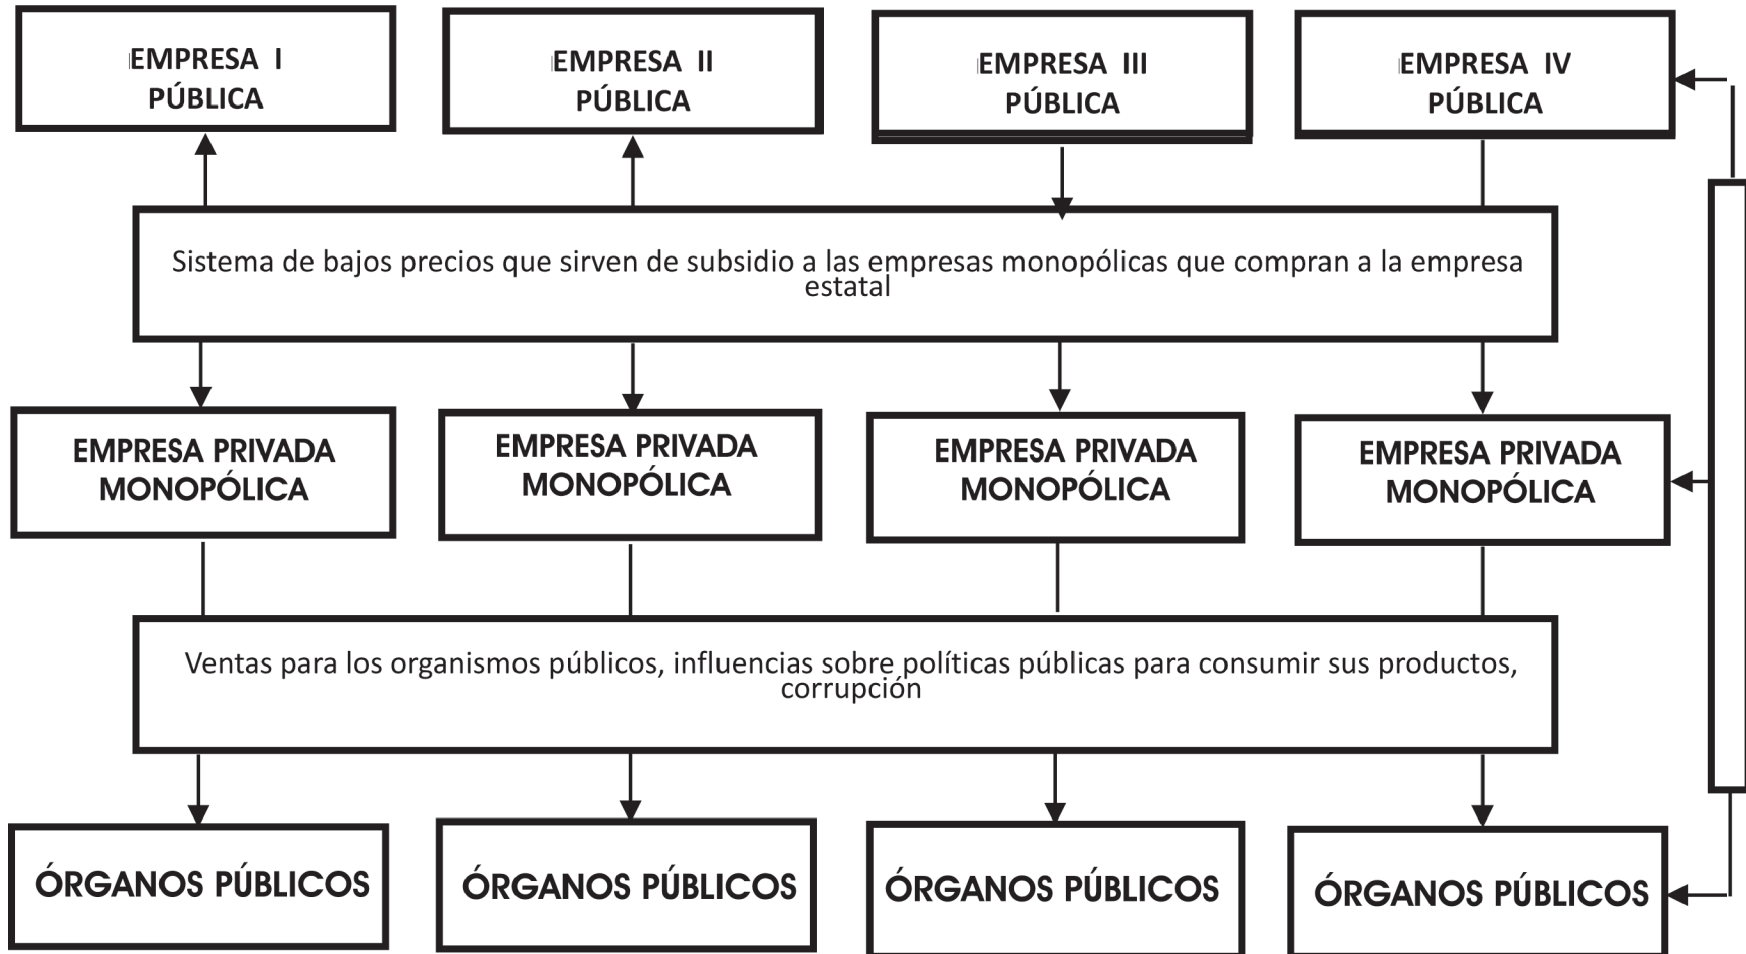 EMPRESA I
PÚBLICA
EMPRESA II
PÚBLICA
EMPRESA III
PÚBLICA
EMPRESA IV
PÚBLICA
Sistema de bajos precios que sirven de subsidio a las empresas monopólicas que compran a la empresa
estatal
EMPRESA PRIVADA
MONOPÓLICA
EMPRESA PRIVADA
MONOPÓLICA
EMPRESA PRIVADA
MONOPÓLICA
EMPRESA PRIVADA
MONOPÓLICA
Ventas para los organismos públicos, influencias sobre políticas públicas para consumir sus productos,
corrupción
ÓRGANOS PÚBLICOS
ÓRGANOS PÚBLICOS
ÓRGANOS PÚBLICOS
ÓRGANOS PÚBLICOS